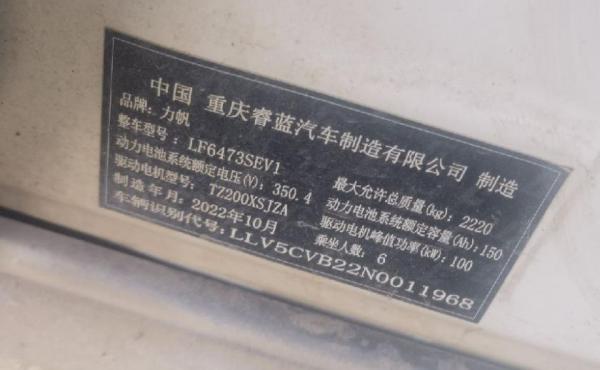 中国 重庆睿蓝汽车制造有限公司 制造
品牌：力帆
整车型号：LF6473SEV1 最大允许总质量(kg)：2220
动力电池系统额定电压(V)：350.4 动力电池系统额定容量(Ah)：150
驱动电机型号：TZ200XSJZA 驱动电机峰值功率(kW)：100
制造年月：2022年10月 乘坐人数：6
车辆识别代号：LLV5CVB22N0011968